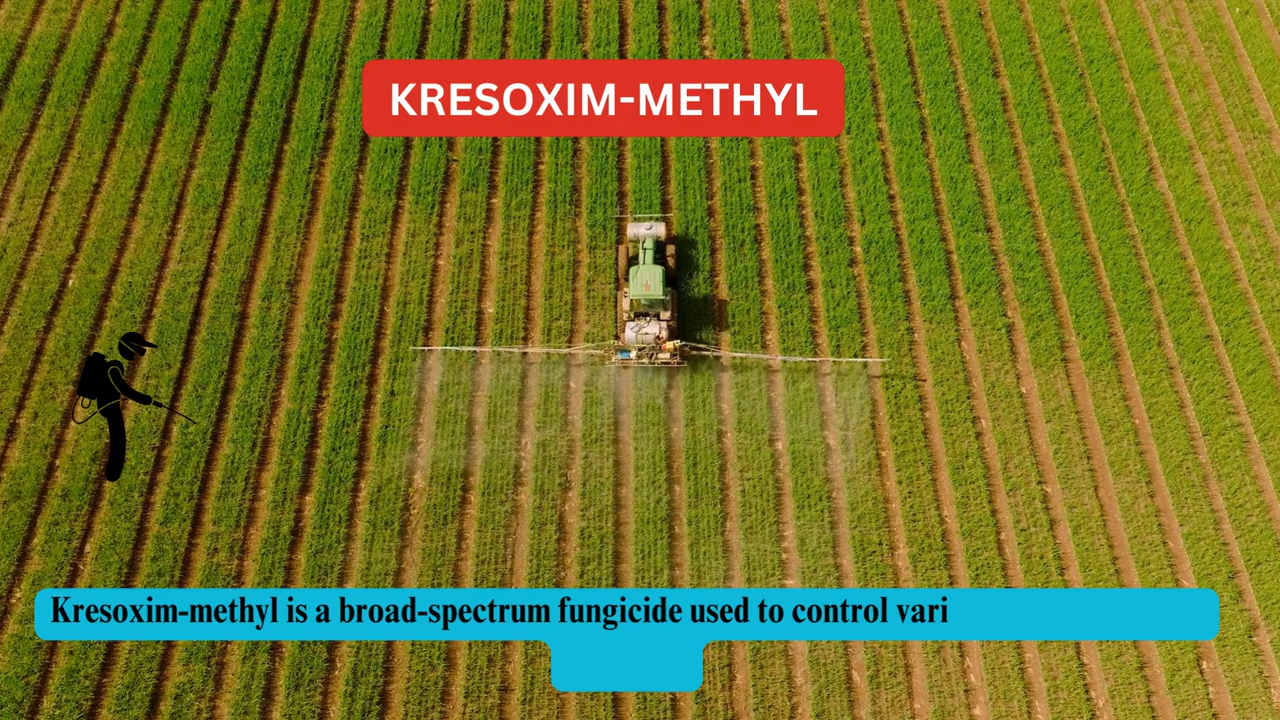 KRESOXIM-METHYL
Kresoxim-methyl is a broad-spectrum fungicide used to control vari